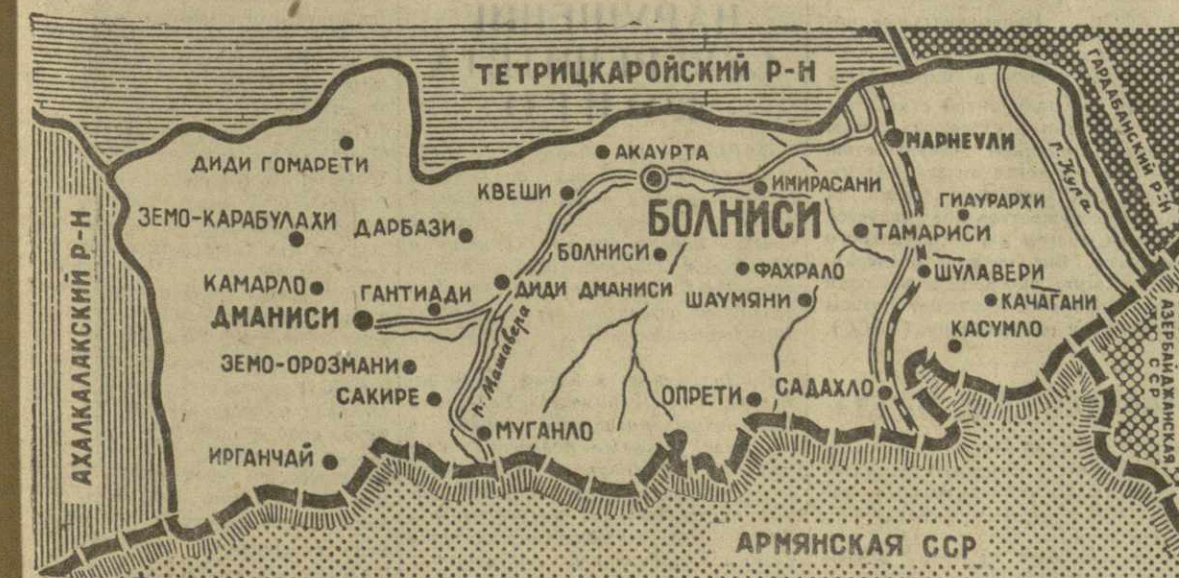 ТЕТРИЦКАРОЙСКИЙ Р-Н
ГАРДАБАНСКИЙ Р-Н
АХАЛКАЛАКСКИЙ Р-Н
ДИДИ ГОМАРЕТИ
АКАУРТА
МАРНЕУЛИ
р. Кура
КВЕШИ
ИМИРАСАНИ
БОЛНИСИ
ГИАУРАРХИ
ЗЕМО-КАРАБУЛАХИ
ДАРБАЗИ
ТАМАРИСИ
БОЛНИСИ
ФАХРАЛО
ШУЛАВЕРИ
КАМАРЛО
ГАНТИАДИ
ДИДИ ДМАНИСИ
ШАУМЯНИ
КАЧАГАНИ
ДМАНИСИ
КАСУМЛО
р. Машавера
ЗЕМО-ОРОЗМАНИ
САКИРЕ
ОПРЕТИ
САДАХЛО
МУГАНЛО
ИРГАНЧАЙ
АЗЕРБАЙДЖАНСКАЯ
ССР
АРМЯНСКАЯ ССР